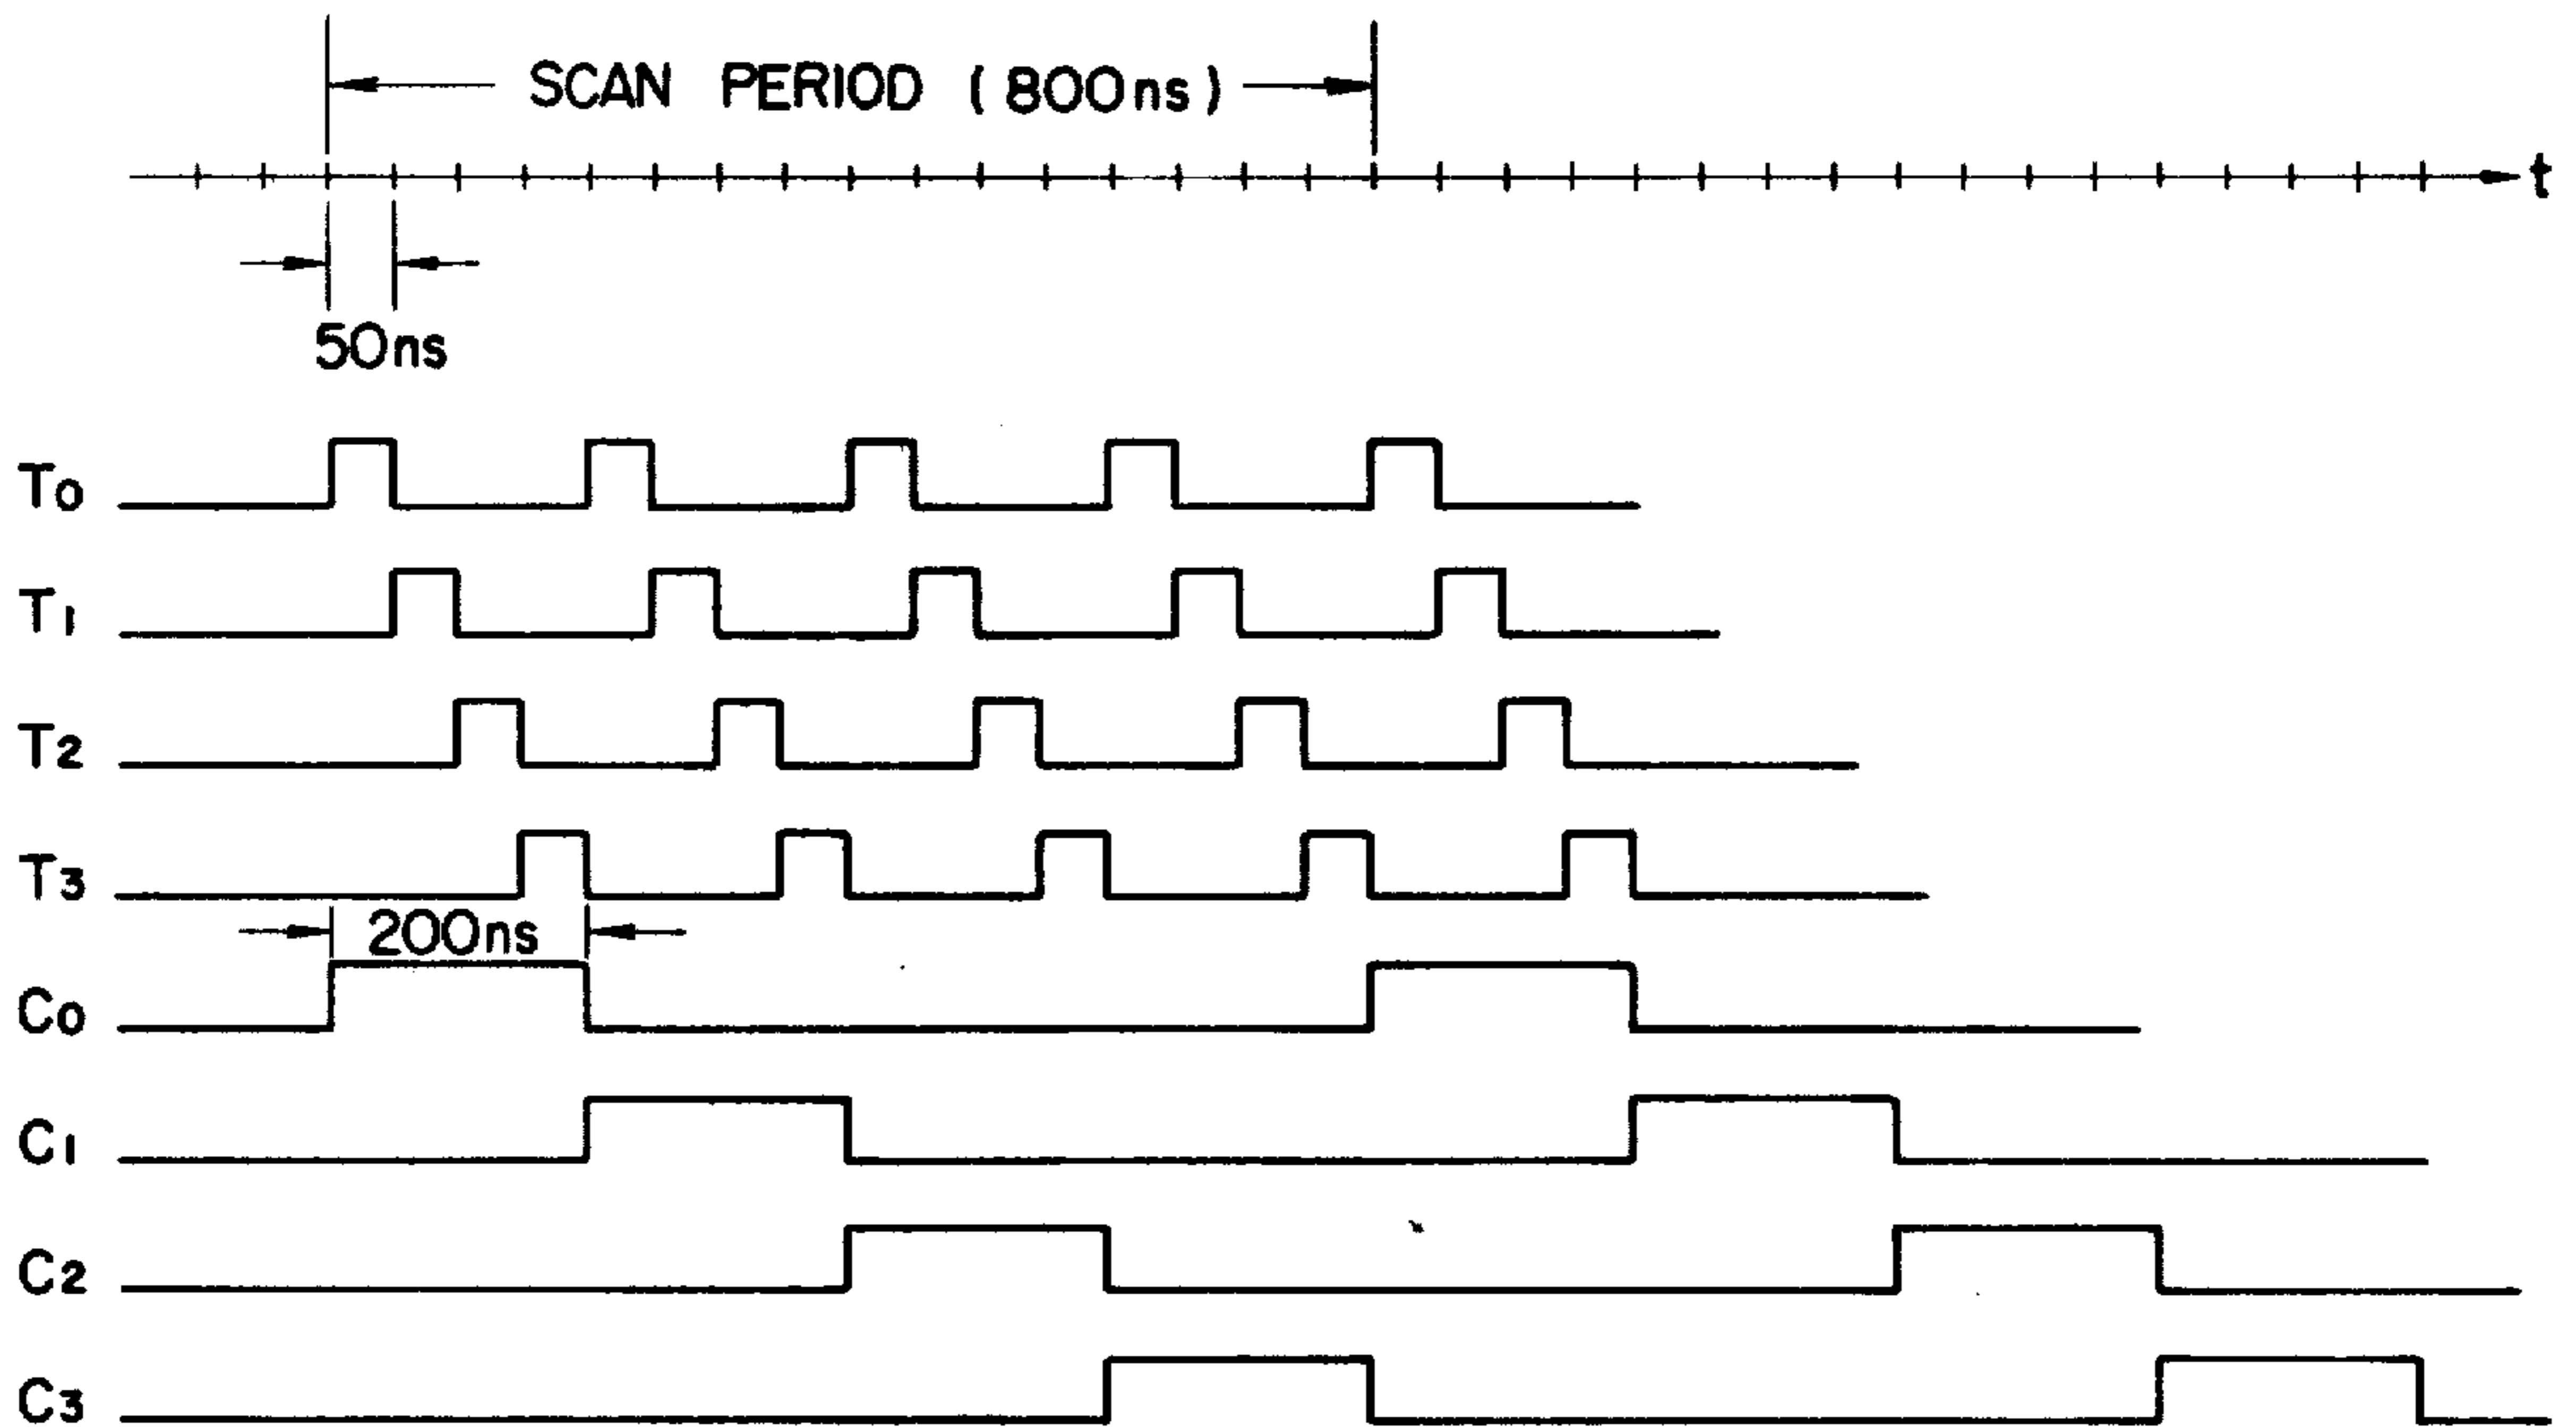 SCAN PERIOD (800ns)
t
50ns
T0
T1
T2
T3
200ns
C0
C1
C2
C3